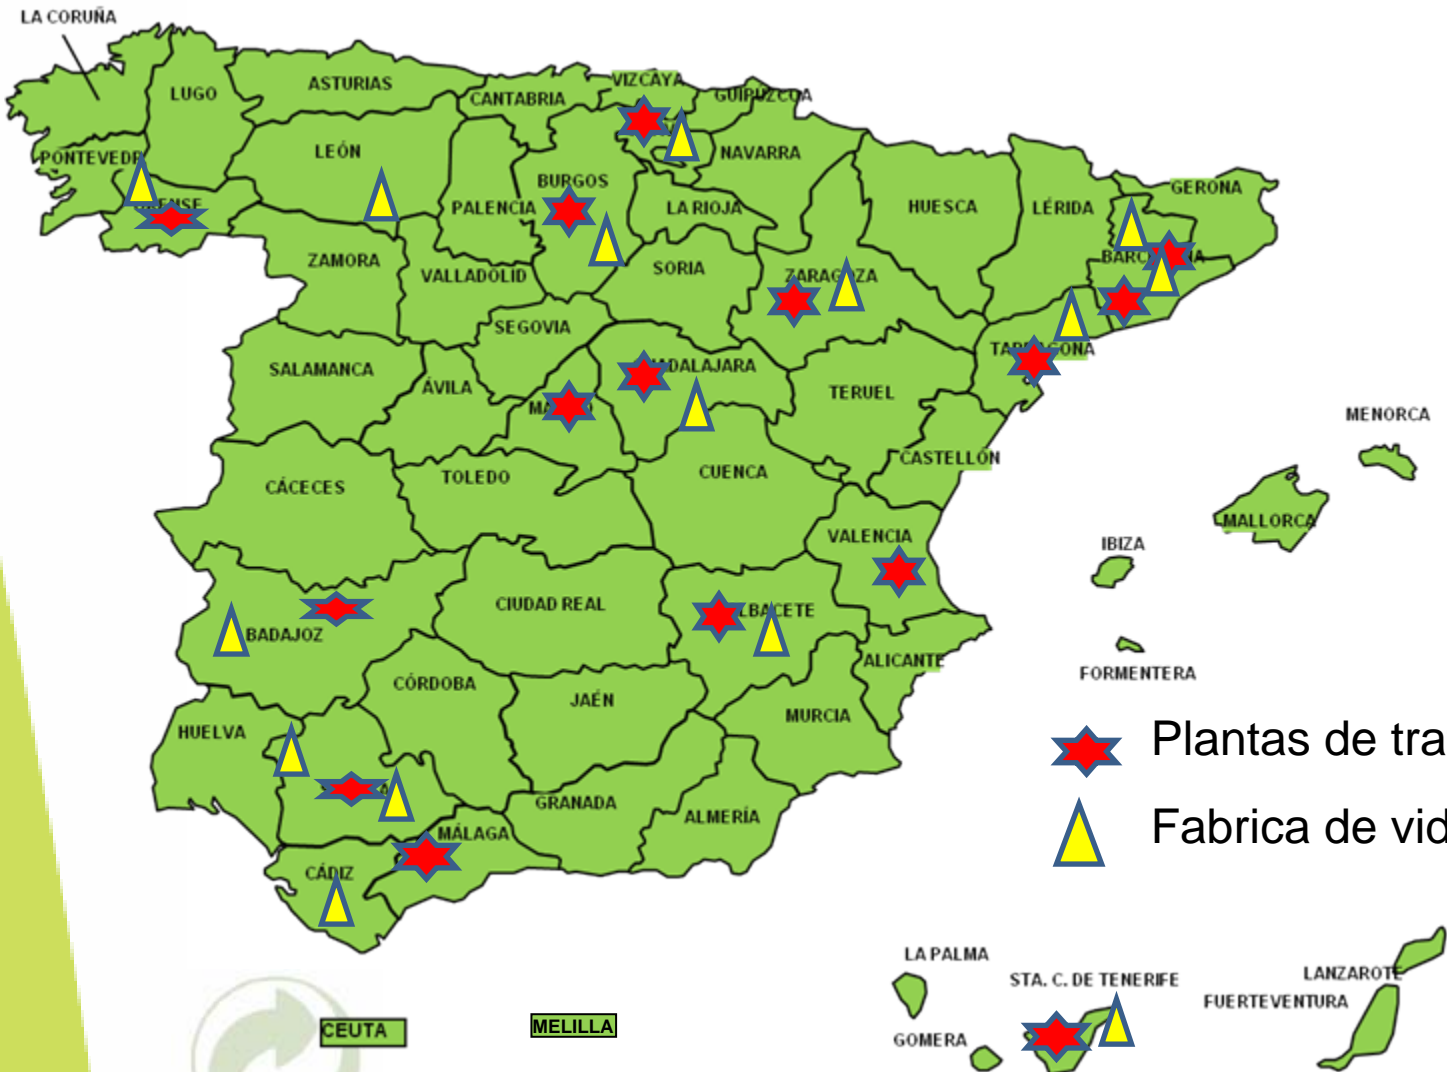 LA CORUÑA
LUGO
ASTURIAS
CANTABRIA
VIZCAYA
GUIPUZCOA
PONTEVEDR
LEÓN
NAVARRA
BURGOS
PALENCIA
LA RIOJA
HUESCA
LÉRIDA
GERONA
ZAMORA
VALLADOLID
SORIA
SEGOVIA
SALAMANCA
ÁVILA
TERUEL
MENORCA
CÁCECES
TOLEDO
CUENCA
CASTELLÓN
MALLORCA
VALENCIA
IBIZA
BADAJOZ
CIUDAD REAL
ALICANTE
FORMENTERA
CÓRDOBA
JAÉN
MURCIA
HUELVA
Plantas de tra
GRANADA
ALMERÍA
MÁLAGA
Fabrica de vid
CÁDIZ
LA PALMA
STA. C. DE TENERIFE
LANZAROTE
FUERTEVENTURA
GOMERA
CEUTA
MELILLA